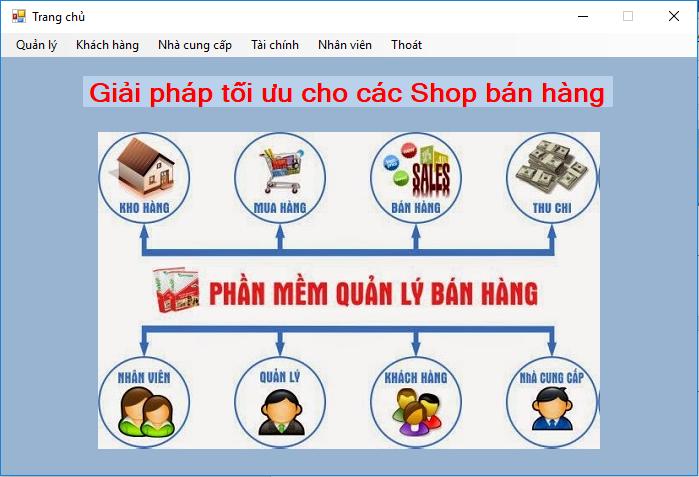 Trang chủ
Quản lý Khách hàng Nhà cung cấp Tài chính Nhân viên Thoát
Giải pháp tối ưu cho các Shop bán hàng
SALES
KHO HÀNG MUA HÀNG BÁN HÀNG THU CHI
PHẦN MỀM QUẢN LÝ BÁN HÀNG
NHÂN VIÊN QUẢN LÝ KHÁCH HÀNG NHÀ CUNG CẤP